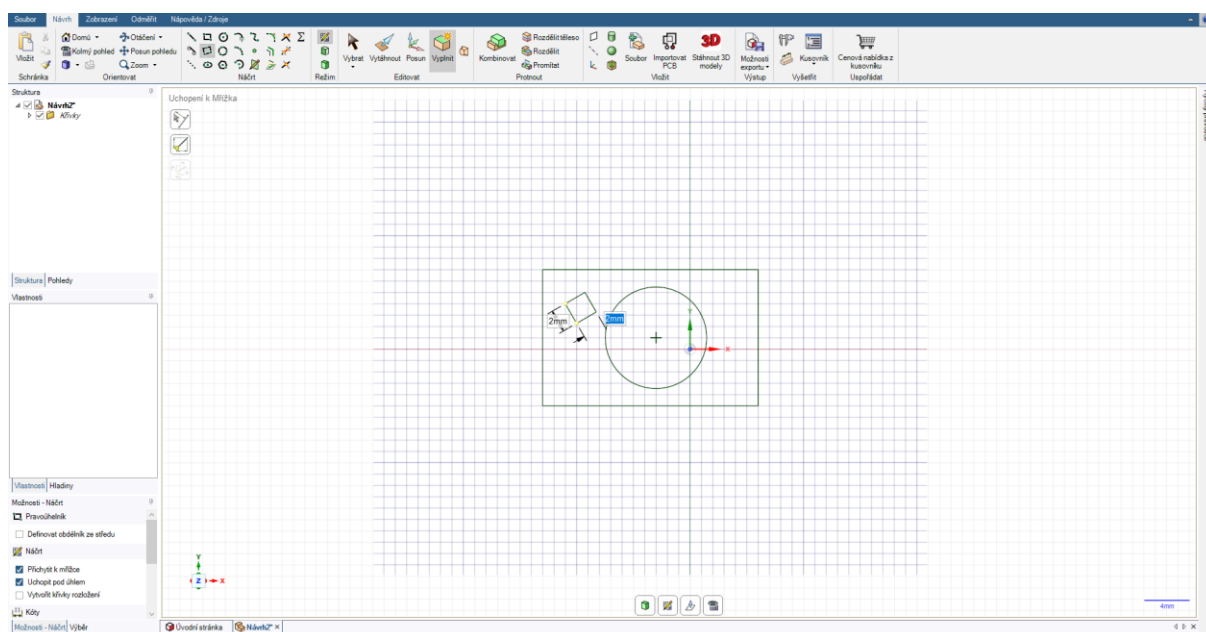 Soubor Návrh Zobrazení Odměřit Nápověda / Zdroje
Vložit
Domů Otáčení
Kolmý pohled Posun pohledu
Zoom
Vybrat Vytáhnout Posun Vyplnit
Kombinovat
Rozdělit těleso
Rozdělit
Promítat
Soubor Importovat PCB Stáhnout 3D modely
3D
Možnosti exportu
Kusovník
Cenová nabídka z kusovníku
Schránka Orientovat Náčrt Režim Editovat Protnout Vložit Výstup Vyšetřit Uspořádat
Struktura
Návrh2*
Křivky
Uchopení k Mřížka
2mm 2mm
Y
X
Struktura Pohledy
Vlastnosti
Vlastnosti Hladiny
Možnosti - Náčrt
Pravoúhelník
Definovat obdélník ze středu
Náčrt
Přichytit k mřížce
Uchopit pod úhlem
Vytvořit křivky rozložení
Kóty
Y
Z X
4mm
Možnosti - Náčrt Výběr
Úvodní stránka Návrh2*